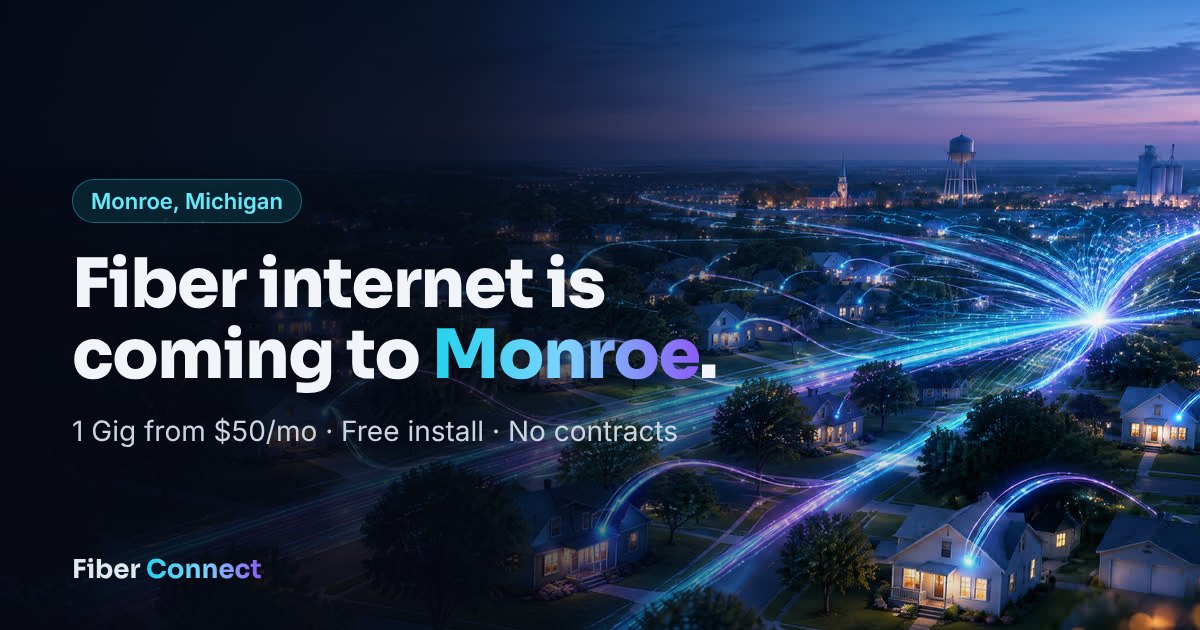 Monroe, Michigan
Fiber internet is
coming to Monroe.
1 Gig from $50/mo · Free install · No contracts
Fiber Connect